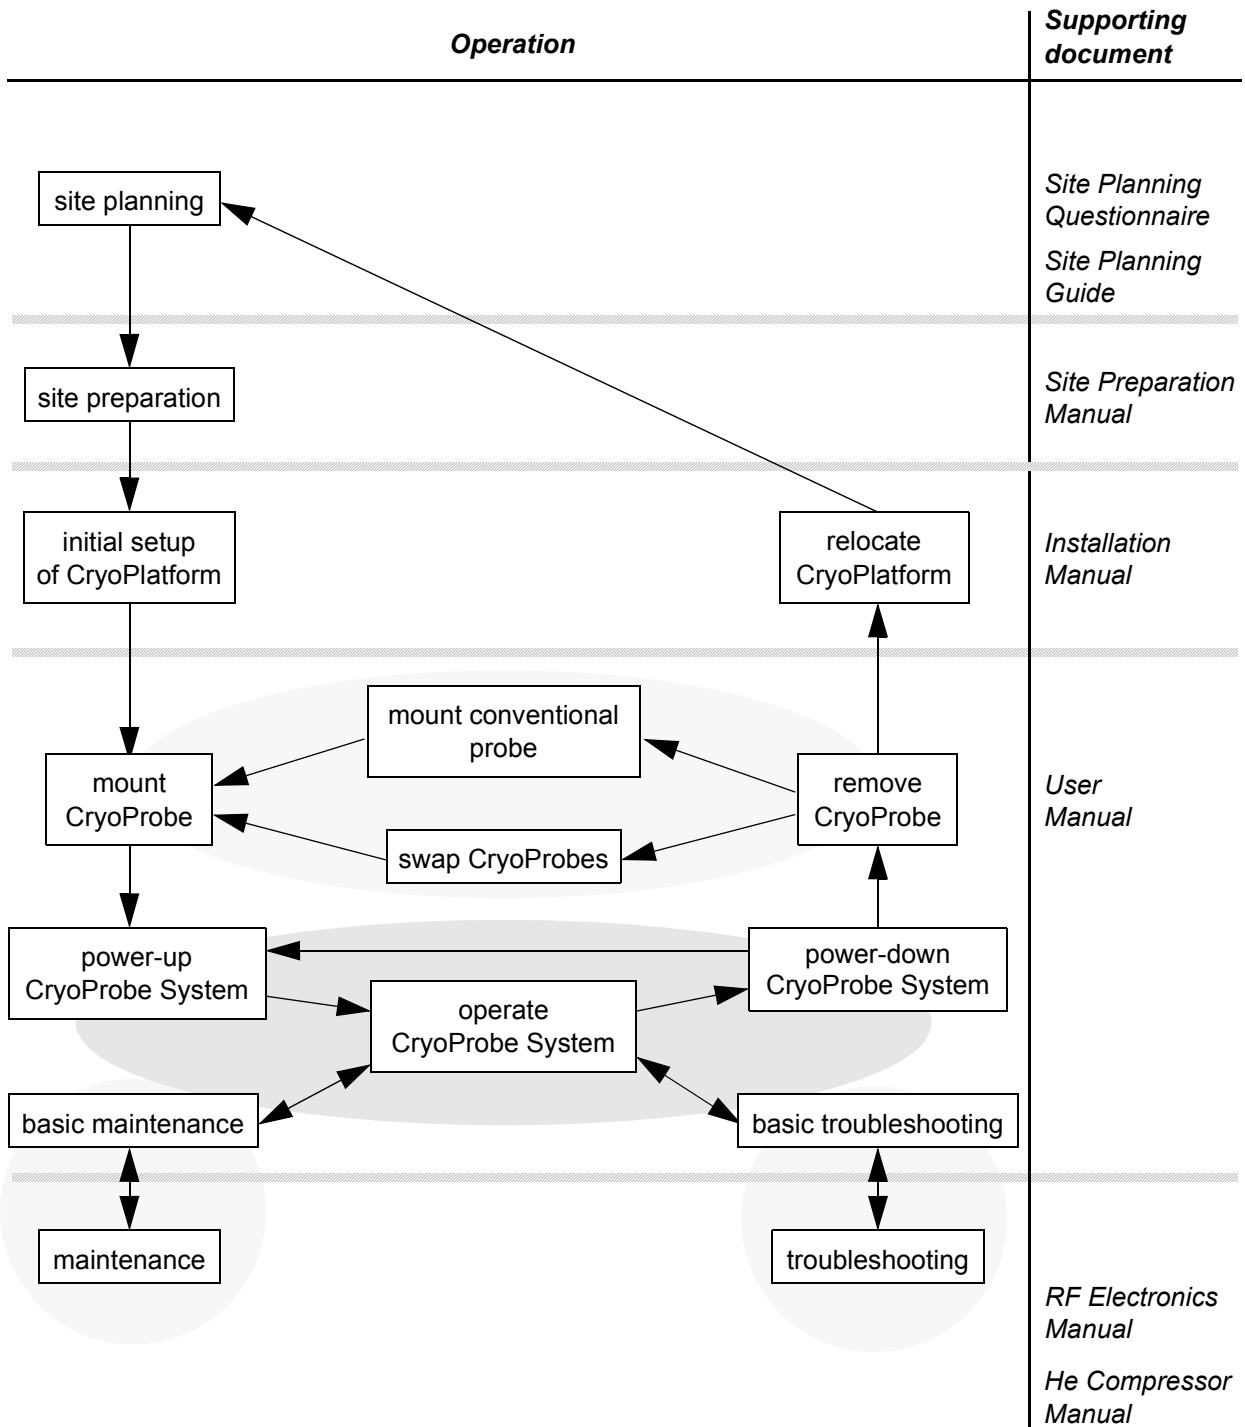 Operation
Supporting
document
site planning
Site Planning
Questionnaire
Site Planning
Guide
site preparation
Site Preparation
Manual
initial setup
of CryoPlatform
relocate
CryoPlatform
Installation
Manual
mount conventional
probe
mount
CryoProbe
remove
CryoProbe
User
Manual
swap CryoProbes
power-up
CryoProbe System
power-down
CryoProbe System
operate
CryoProbe System
basic maintenance
basic troubleshooting
maintenance
troubleshooting
RF Electronics
Manual
He Compressor
Manual